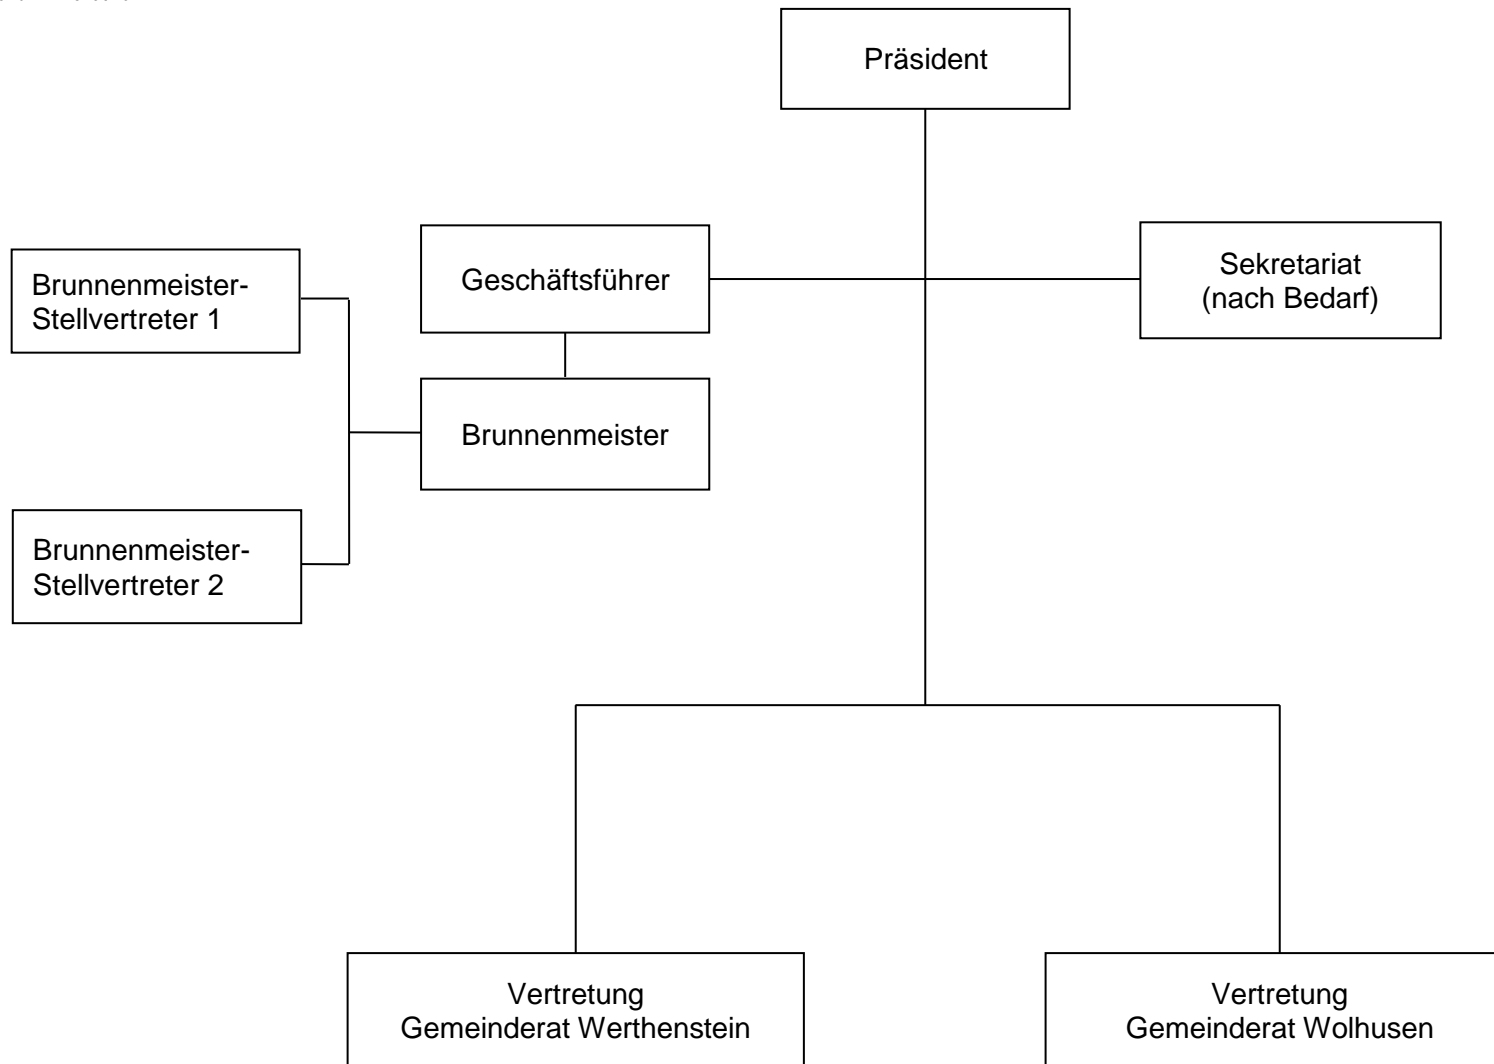 Präsident
Geschäftsführer
Sekretariat
(nach Bedarf)
Brunnenmeister-
Stellvertreter 1
Brunnenmeister
Brunnenmeister-
Stellvertreter 2
Vertretung
Gemeinderat Werthenstein
Vertretung
Gemeinderat Wolhusen